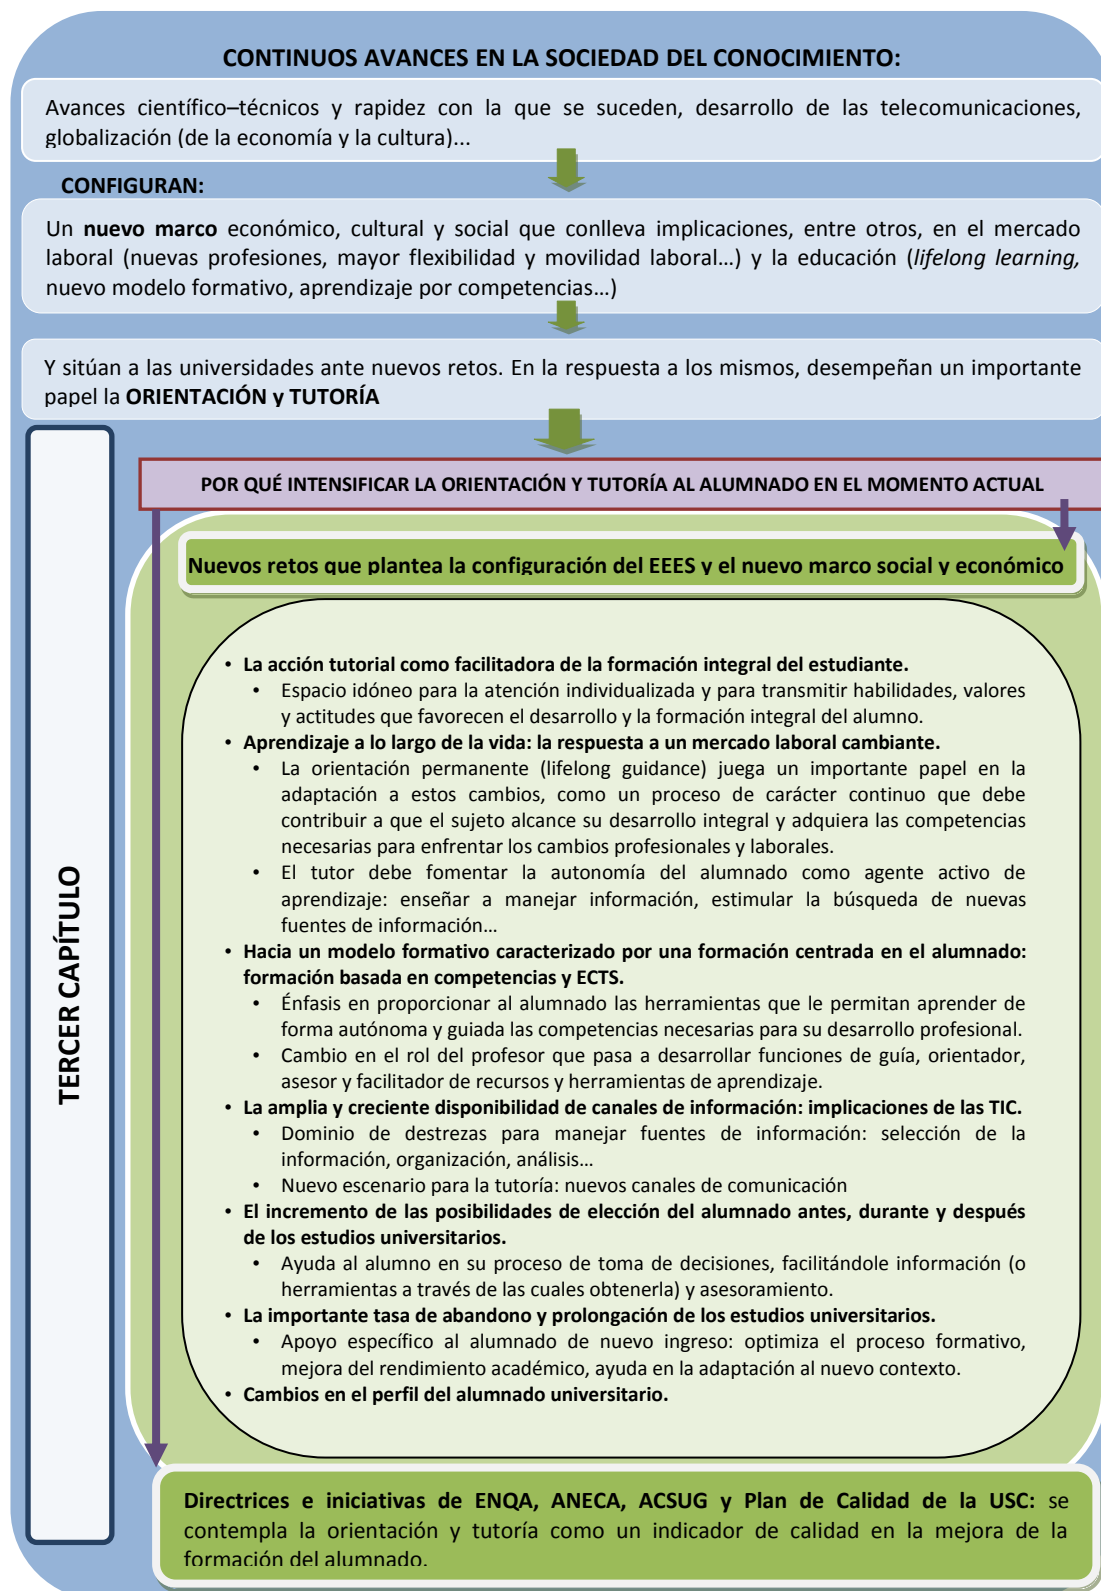 CONTINUOS AVANCES EN LA SOCIEDAD DEL CONOCIMIENTO:
Avances científico–técnicos y rapidez con la que se suceden, desarrollo de las telecomunicaciones,
globalización (de la economía y la cultura)...
CONFIGURAN:
Un nuevo marco económico, cultural y social que conlleva implicaciones, entre otros, en el mercado
laboral (nuevas profesiones, mayor flexibilidad y movilidad laboral…) y la educación (lifelong learning,
nuevo modelo formativo, aprendizaje por competencias…)
Y sitúan a las universidades ante nuevos retos. En la respuesta a los mismos, desempeñan un importante
papel la ORIENTACIÓN y TUTORÍA
TERCER CAPÍTULO
POR QUÉ INTENSIFICAR LA ORIENTACIÓN Y TUTORÍA AL ALUMNADO EN EL MOMENTO ACTUAL
Nuevos retos que plantea la configuración del EEES y el nuevo marco social y económico
• La acción tutorial como facilitadora de la formación integral del estudiante.
• Espacio idóneo para la atención individualizada y para transmitir habilidades, valores
y actitudes que favorecen el desarrollo y la formación integral del alumno.
• Aprendizaje a lo largo de la vida: la respuesta a un mercado laboral cambiante.
• La orientación permanente (lifelong guidance) juega un importante papel en la
adaptación a estos cambios, como un proceso de carácter continuo que debe
contribuir a que el sujeto alcance su desarrollo integral y adquiera las competencias
necesarias para enfrentar los cambios profesionales y laborales.
• El tutor debe fomentar la autonomía del alumnado como agente activo de
aprendizaje: enseñar a manejar información, estimular la búsqueda de nuevas
fuentes de información…
• Hacia un modelo formativo caracterizado por una formación centrada en el alumnado:
formación basada en competencias y ECTS.
• Énfasis en proporcionar al alumnado las herramientas que le permitan aprender de
forma autónoma y guiada las competencias necesarias para su desarrollo profesional.
• Cambio en el rol del profesor que pasa a desarrollar funciones de guía, orientador,
asesor y facilitador de recursos y herramientas de aprendizaje.
• La amplia y creciente disponibilidad de canales de información: implicaciones de las TIC.
• Dominio de destrezas para manejar fuentes de información: selección de la
información, organización, análisis…
• Nuevo escenario para la tutoría: nuevos canales de comunicación
• El incremento de las posibilidades de elección del alumnado antes, durante y después
de los estudios universitarios.
• Ayuda al alumno en su proceso de toma de decisiones, facilitándole información (o
herramientas a través de las cuales obtenerla) y asesoramiento.
• La importante tasa de abandono y prolongación de los estudios universitarios.
• Apoyo específico al alumnado de nuevo ingreso: optimiza el proceso formativo,
mejora del rendimiento académico, ayuda en la adaptación al nuevo contexto.
• Cambios en el perfil del alumnado universitario.
Directrices e iniciativas de ENQA, ANECA, ACSUG y Plan de Calidad de la USC: se
contempla la orientación y tutoría como un indicador de calidad en la mejora de la
formación del alumnado.